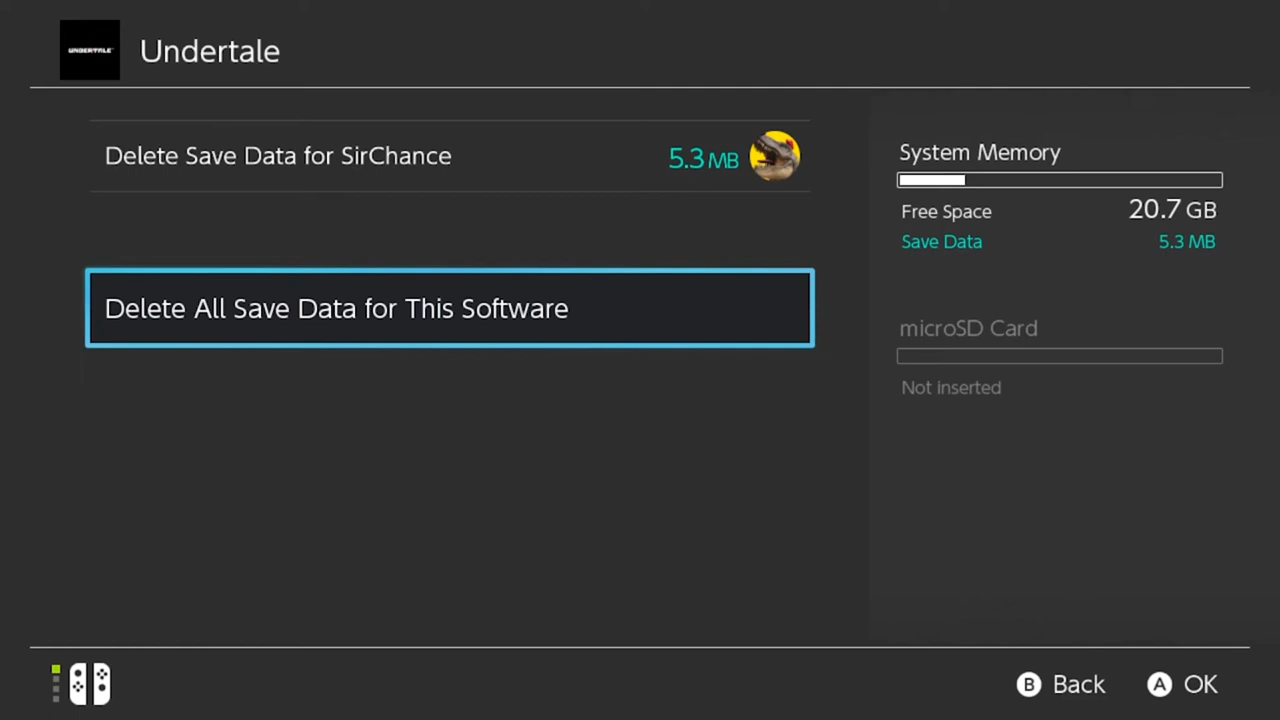 UNDERTALE
Undertale
Delete Save Data for SirChance
5.3 MB
Delete All Save Data for This Software
System Memory
Free Space 20.7 GB
Save Data 5.3 MB
microSD Card
Not inserted
B Back A OK